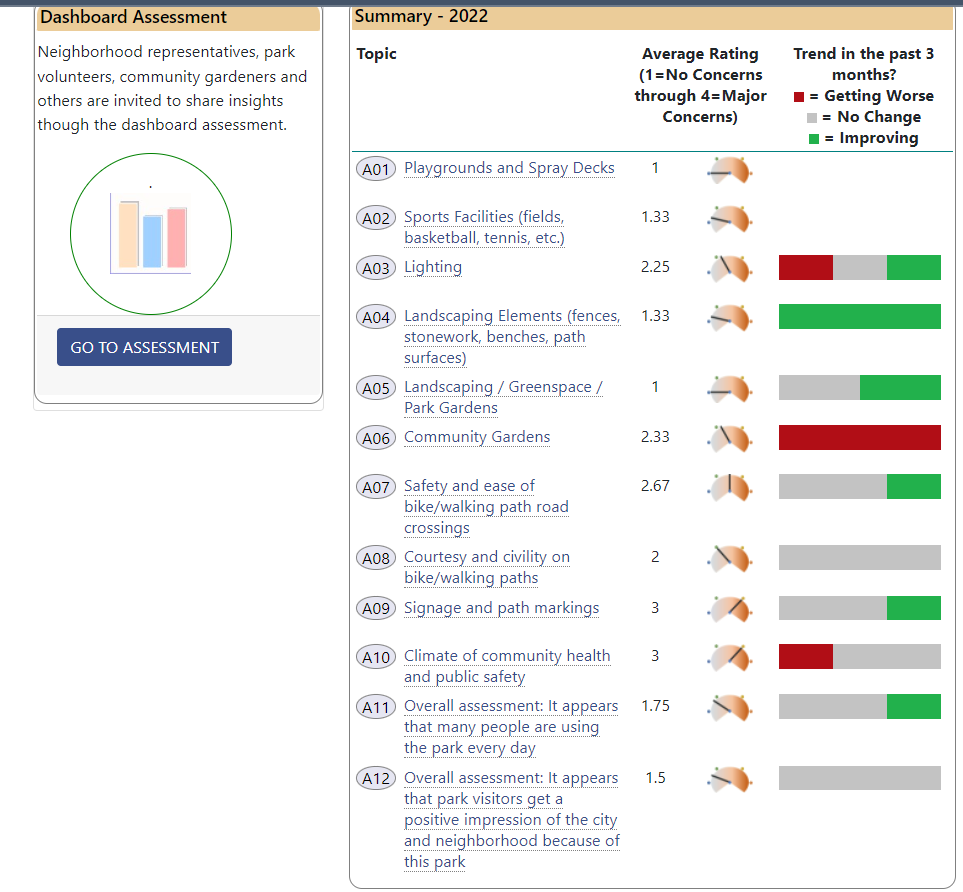 Dashboard Assessment
Neighborhood representatives, park
volunteers, community gardeners and
others are invited to share insights
though the dashboard assessment.
GO TO ASSESSMENT
Summary - 2022
Topic
Average Rating
(1=No Concerns
through 4=Major
Concerns)
Trend in the past 3
months?
= Getting Worse
= No Change
= Improving
A01 Playgrounds and Spray Decks 1
A02 Sports Facilities (fields, 1.33
basketball, tennis, etc.)
A03 Lighting 2.25
A04 Landscaping Elements (fences, 1.33
stonework, benches, path
surfaces)
A05 Landscaping / Greenspace / 1
Park Gardens
A06 Community Gardens 2.33
A07 Safety and ease of 2.67
bike/walking path road
crossings
A08 Courtesy and civility on 2
bike/walking paths
A09 Signage and path markings 3
A10 Climate of community health 3
and public safety
A11 Overall assessment: It appears 1.75
that many people are using
the park every day
A12 Overall assessment: It appears 1.5
that park visitors get a
positive impression of the city
and neighborhood because of
this park